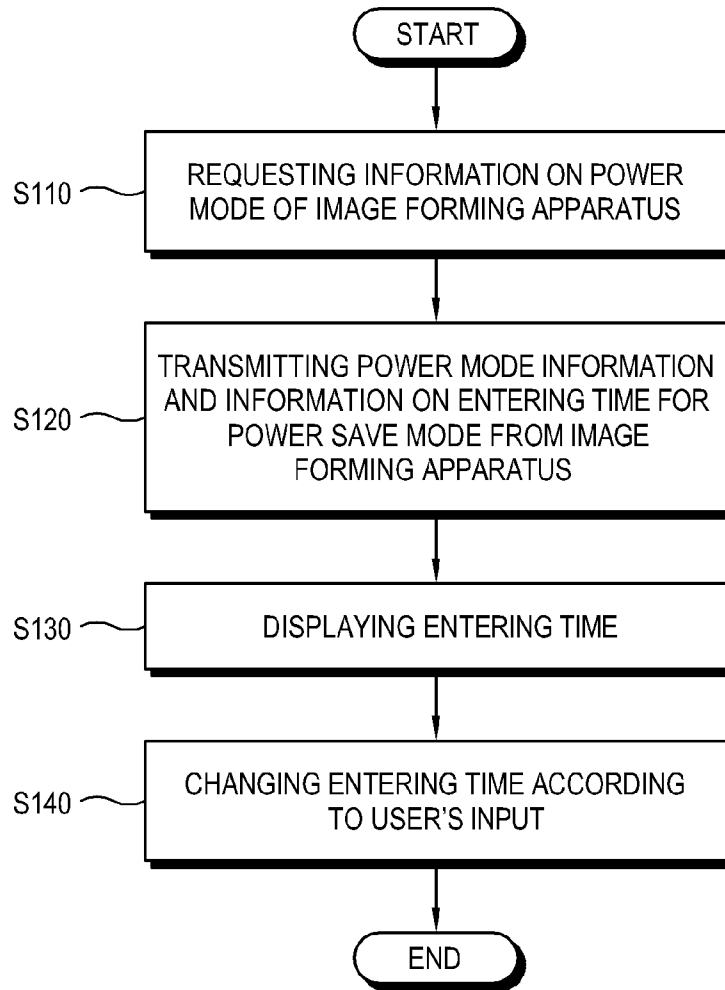 START
S110
REQUESTING INFORMATION ON POWER
MODE OF IMAGE FORMING APPARATUS
S120
TRANSMITTING POWER MODE INFORMATION
AND INFORMATION ON ENTERING TIME FOR
POWER SAVE MODE FROM IMAGE
FORMING APPARATUS
S130
DISPLAYING ENTERING TIME
S140
CHANGING ENTERING TIME ACCORDING
TO USER'S INPUT
END